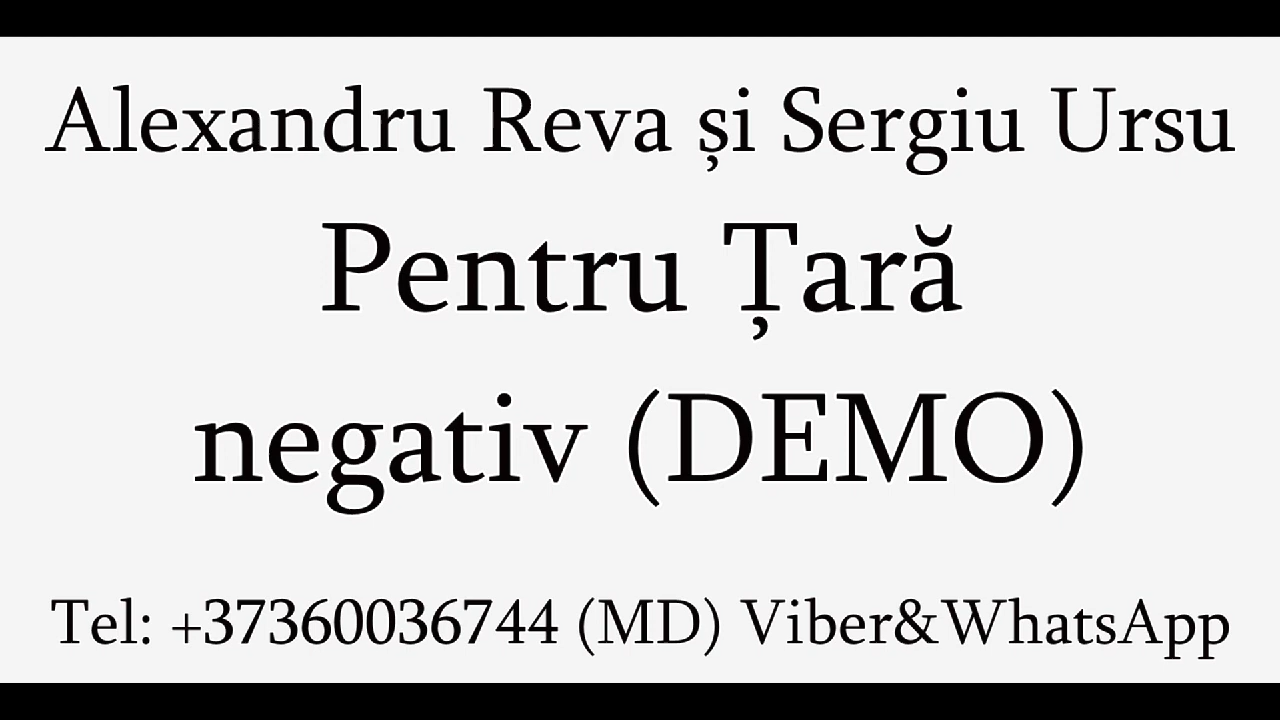 Alexandru Reva și Sergiu Ursu
Pentru Țară
negativ (DEMO)
Tel: +37360036744 (MD) Viber&WhatsApp